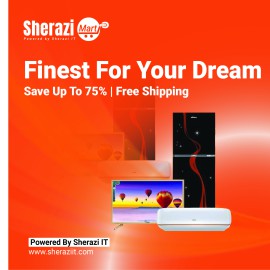 Sherazi Mart
Powered by Sherazi IT
Finest For Your Dream
Save Up To 75% | Free Shipping
Powered By Sherazi IT
www.sheraziit.com